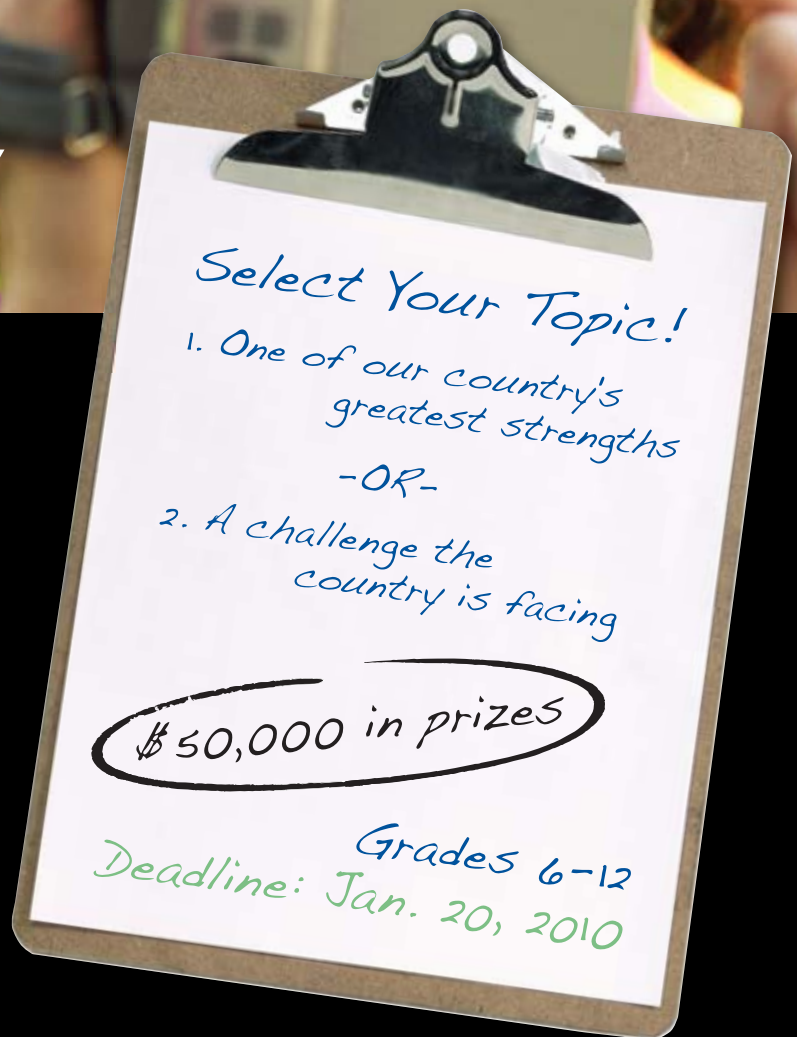 Select Your Topic!
1. One of our country's
greatest strengths
-OR-
2. A challenge the
country is facing
$50,000 in prizes
Grades 6-12
Deadline: Jan. 20, 2010